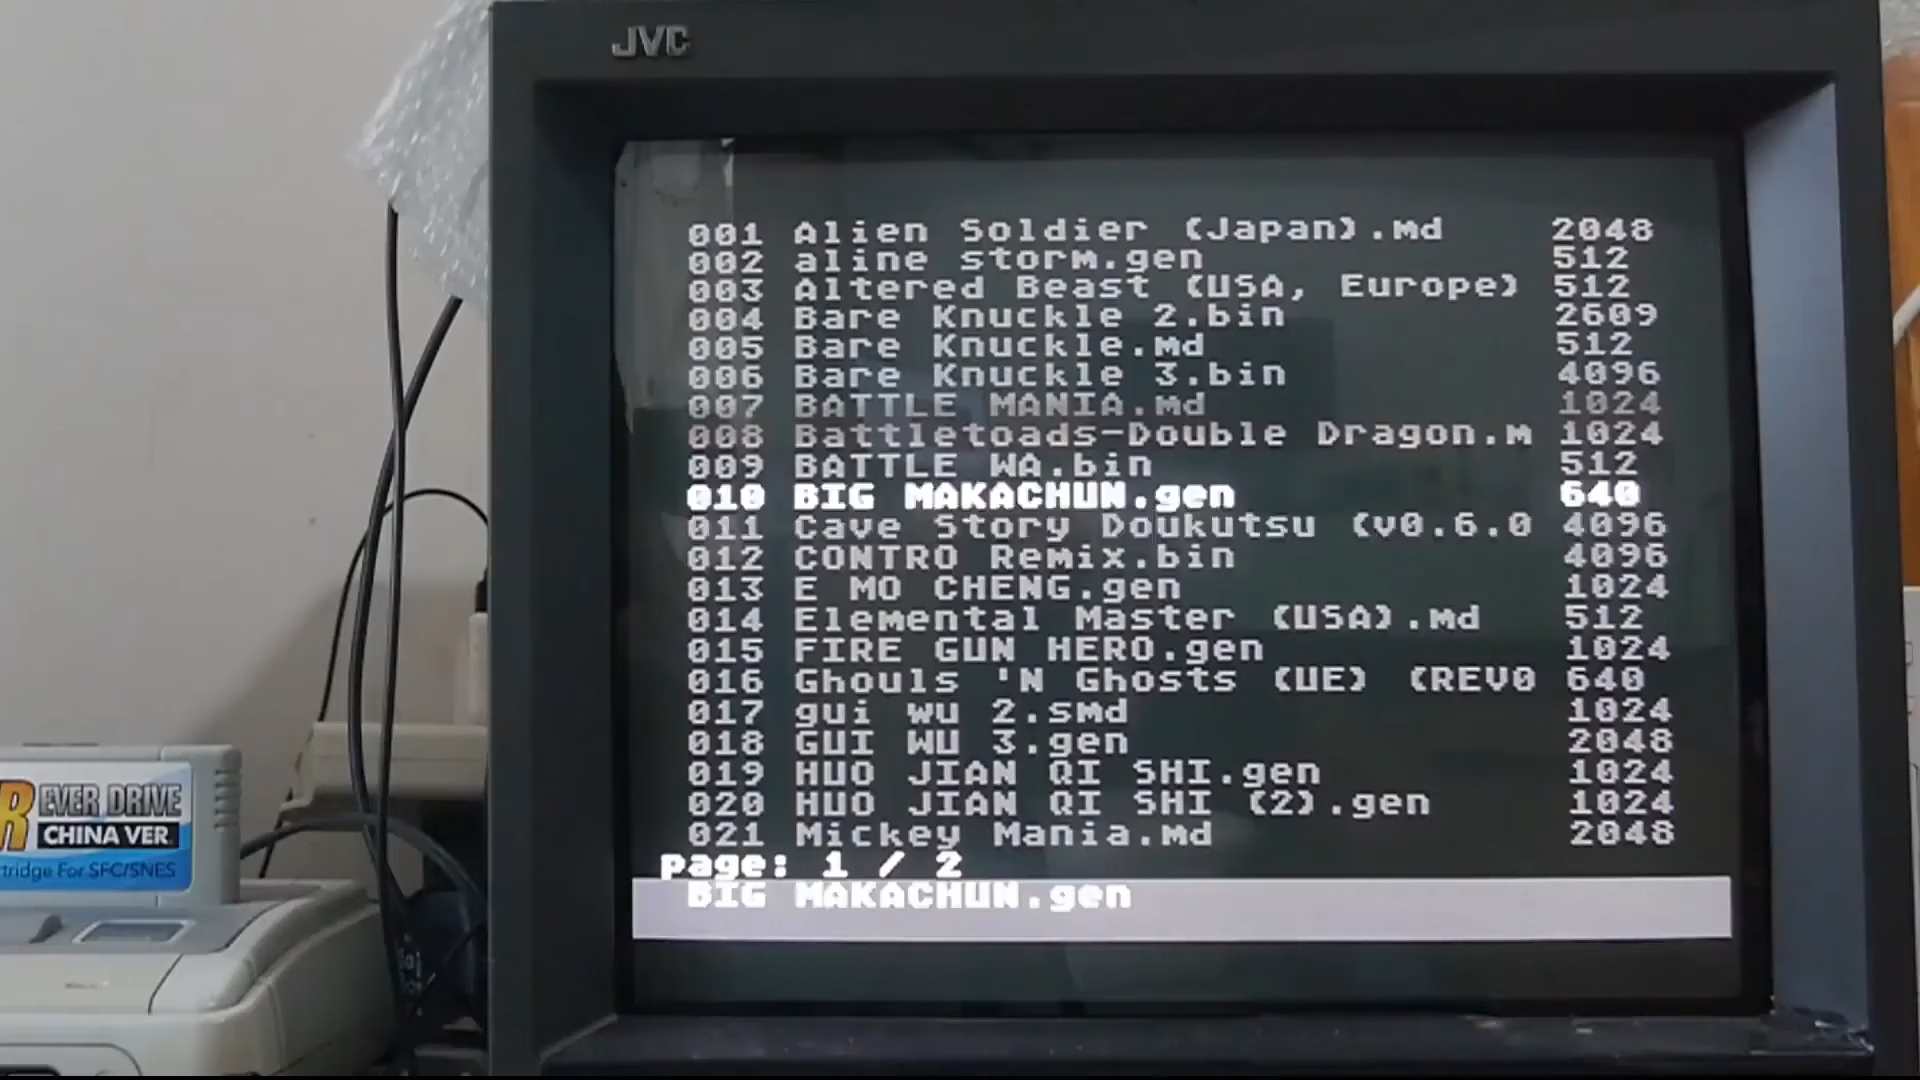 JVC
001 Alien Soldier (Japan).md 2048
002 aline storm.gen 512
003 Altered Beast (USA, Europe) 512
004 Bare Knuckle 2.bin 2609
005 Bare Knuckle.md 512
006 Bare Knuckle 3.bin 4096
007 BATTLE MANIA.md 1024
008 Battletoads-Double Dragon.m 1024
009 BATTLE WA.bin 512
010 BIG MAKACHUN.gen 640
011 Cave Story Doukutsu (v0.6.0 4096
012 CONTRO Remix.bin 4096
013 E MO CHENG.gen 1024
014 Elemental Master (USA).md 512
015 FIRE GUN HERO.gen 1024
016 Ghouls 'N Ghosts (UE) (REV0 640
017 gui wu 2.smd 1024
018 GUI WU 3.gen 2048
019 HUO JIAN QI SHI.gen 1024
020 HUO JIAN QI SHI (2).gen 1024
021 Mickey Mania.md 2048
page: 1 / 2
BIG MAKACHUN.gen
R EVER DRIVE
CHINA VER.
tridge For SFC/SNES